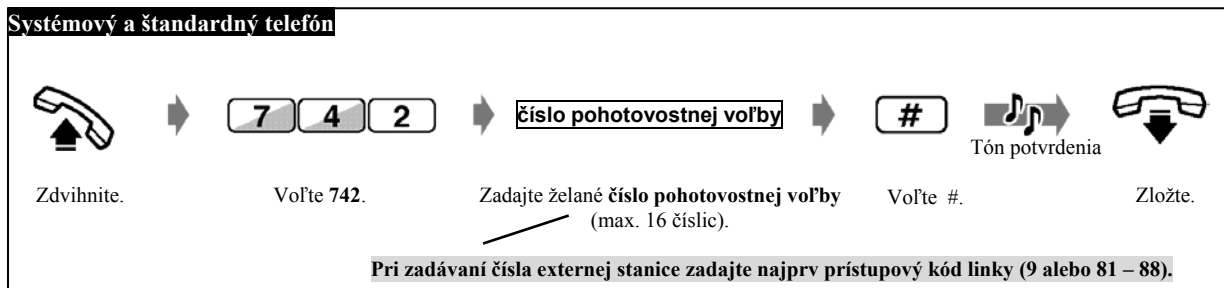 Systémový a štandardný telefón
7 4 2 číslo pohotovostnej voľby #
Tón potvrdenia
Zdvihnite. Voľte 742. Zadajte želané číslo pohotovostnej voľby Voľte #. Zložte.
(max. 16 číslic).
Pri zadávaní čísla externej stanice zadajte najprv prístupový kód linky (9 alebo 81 – 88).